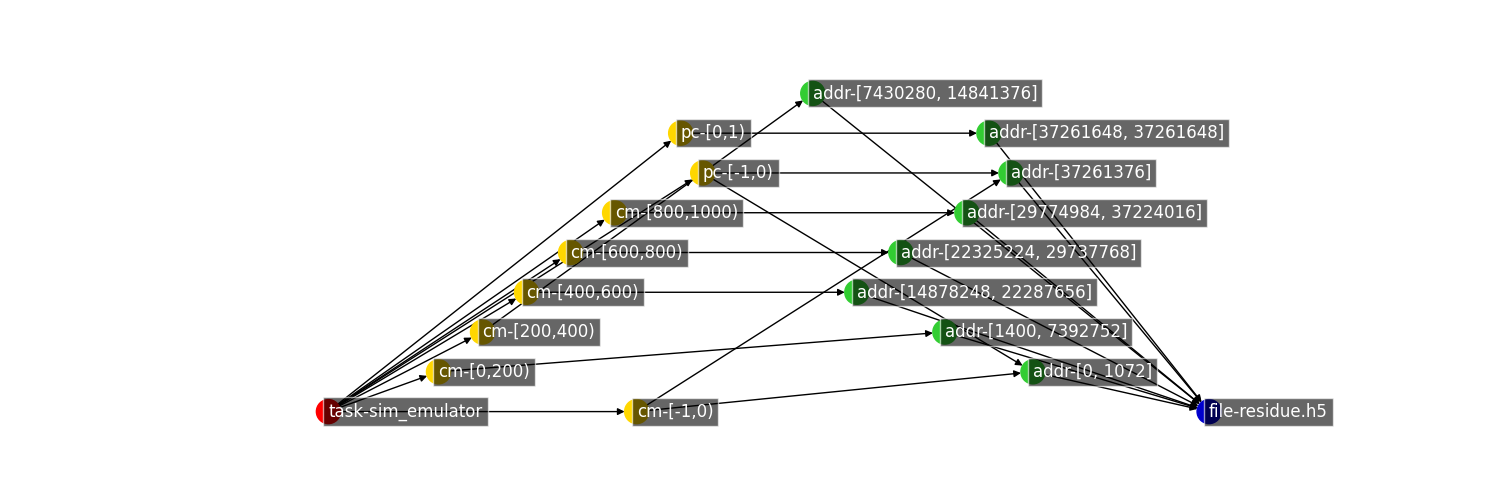 addr-[7430280, 14841376]
pc-[0,1)
addr-[37261648, 37261648]
pc-[-1,0)
addr-[37261376]
cm-[800,1000)
addr-[29774984, 37224016]
cm-[600,800)
addr-[22325224, 29737768]
cm-[400,600)
addr-[14878248, 22287656]
cm-[200,400)
addr-[1400, 7392752]
cm-[0,200)
addr-[0, 1072]
task-sim_emulator
cm-[-1,0)
file-residue.h5